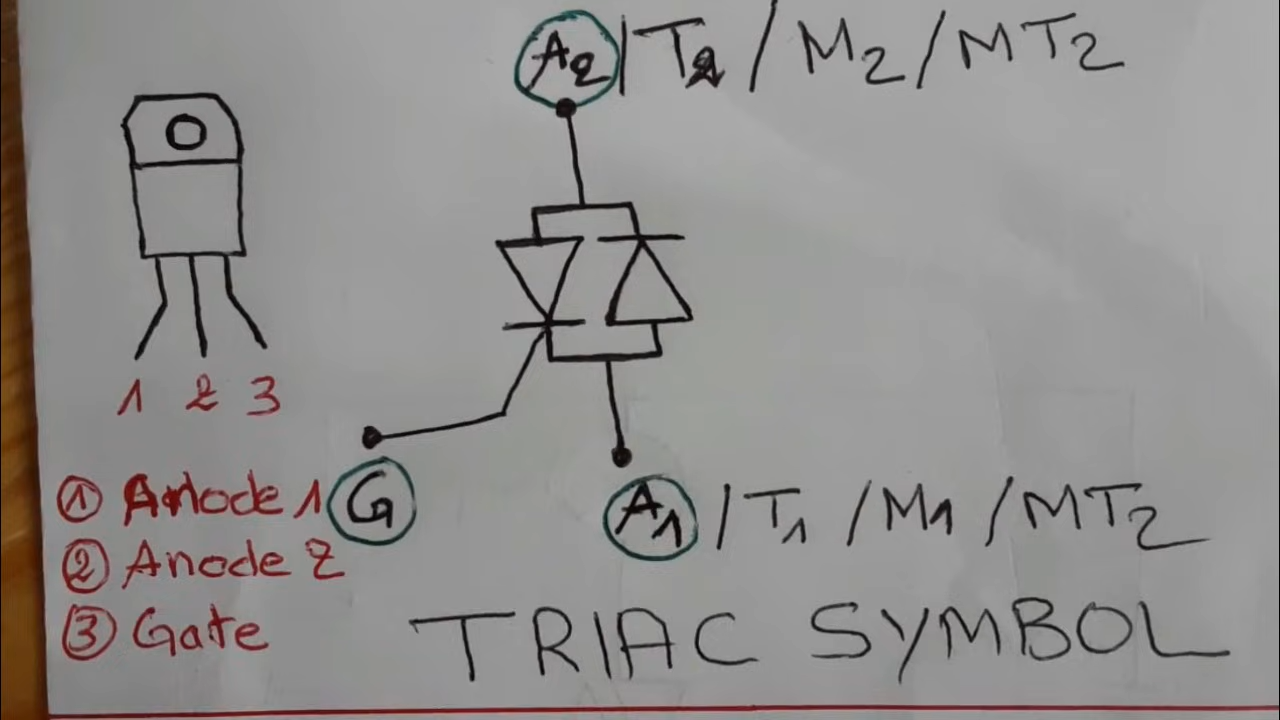 A2/T2/M2/MT2
1 2 3
① Anode 1
② Anode 2
③ Gate
G
A1/T1/M1/MT2
TRIAC SYMBOL